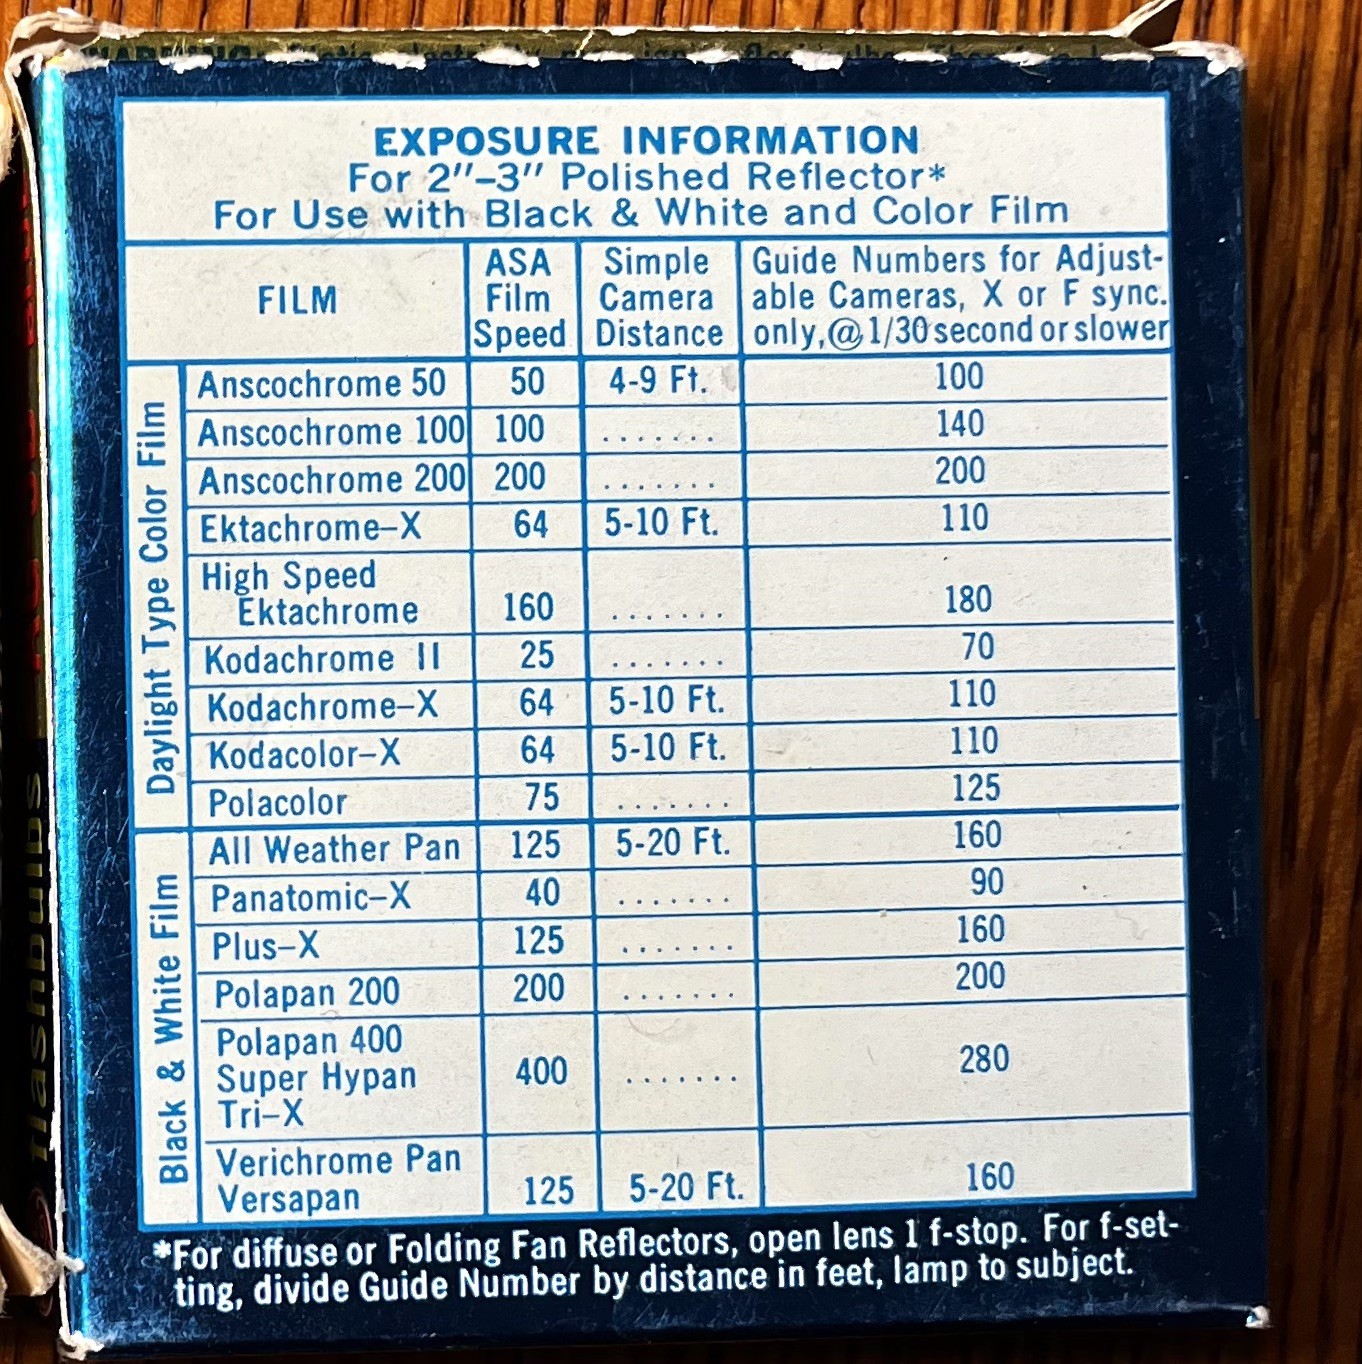 EXPOSURE INFORMATION
For 2"–3" Polished Reflector*
For Use with Black & White and Color Film
FILM
ASA Film Speed
Simple Camera Distance
Guide Numbers for Adjust-
able Cameras, X or F sync.
only, @ 1/30 second or slower
Daylight Type Color Film
Anscochrome 50 50 4-9 Ft. 100
Anscochrome 100 100 ....... 140
Anscochrome 200 200 ....... 200
Ektachrome–X 64 5-10 Ft. 110
High Speed
Ektachrome 160 ....... 180
Kodachrome II 25 ....... 70
Kodachrome–X 64 5-10 Ft. 110
Kodacolor–X 64 5-10 Ft. 110
Polacolor 75 ....... 125
Black & White Film
All Weather Pan 125 5-20 Ft. 160
Panatomic–X 40 ....... 90
Plus–X 125 ....... 160
Polapan 200 200 ....... 200
Polapan 400
Super Hypan 400 ....... 280
Tri–X
Verichrome Pan
Versapan 125 5-20 Ft. 160
*For diffuse or Folding Fan Reflectors, open lens 1 f-stop. For f-set-
ting, divide Guide Number by distance in feet, lamp to subject.
flashbulbs